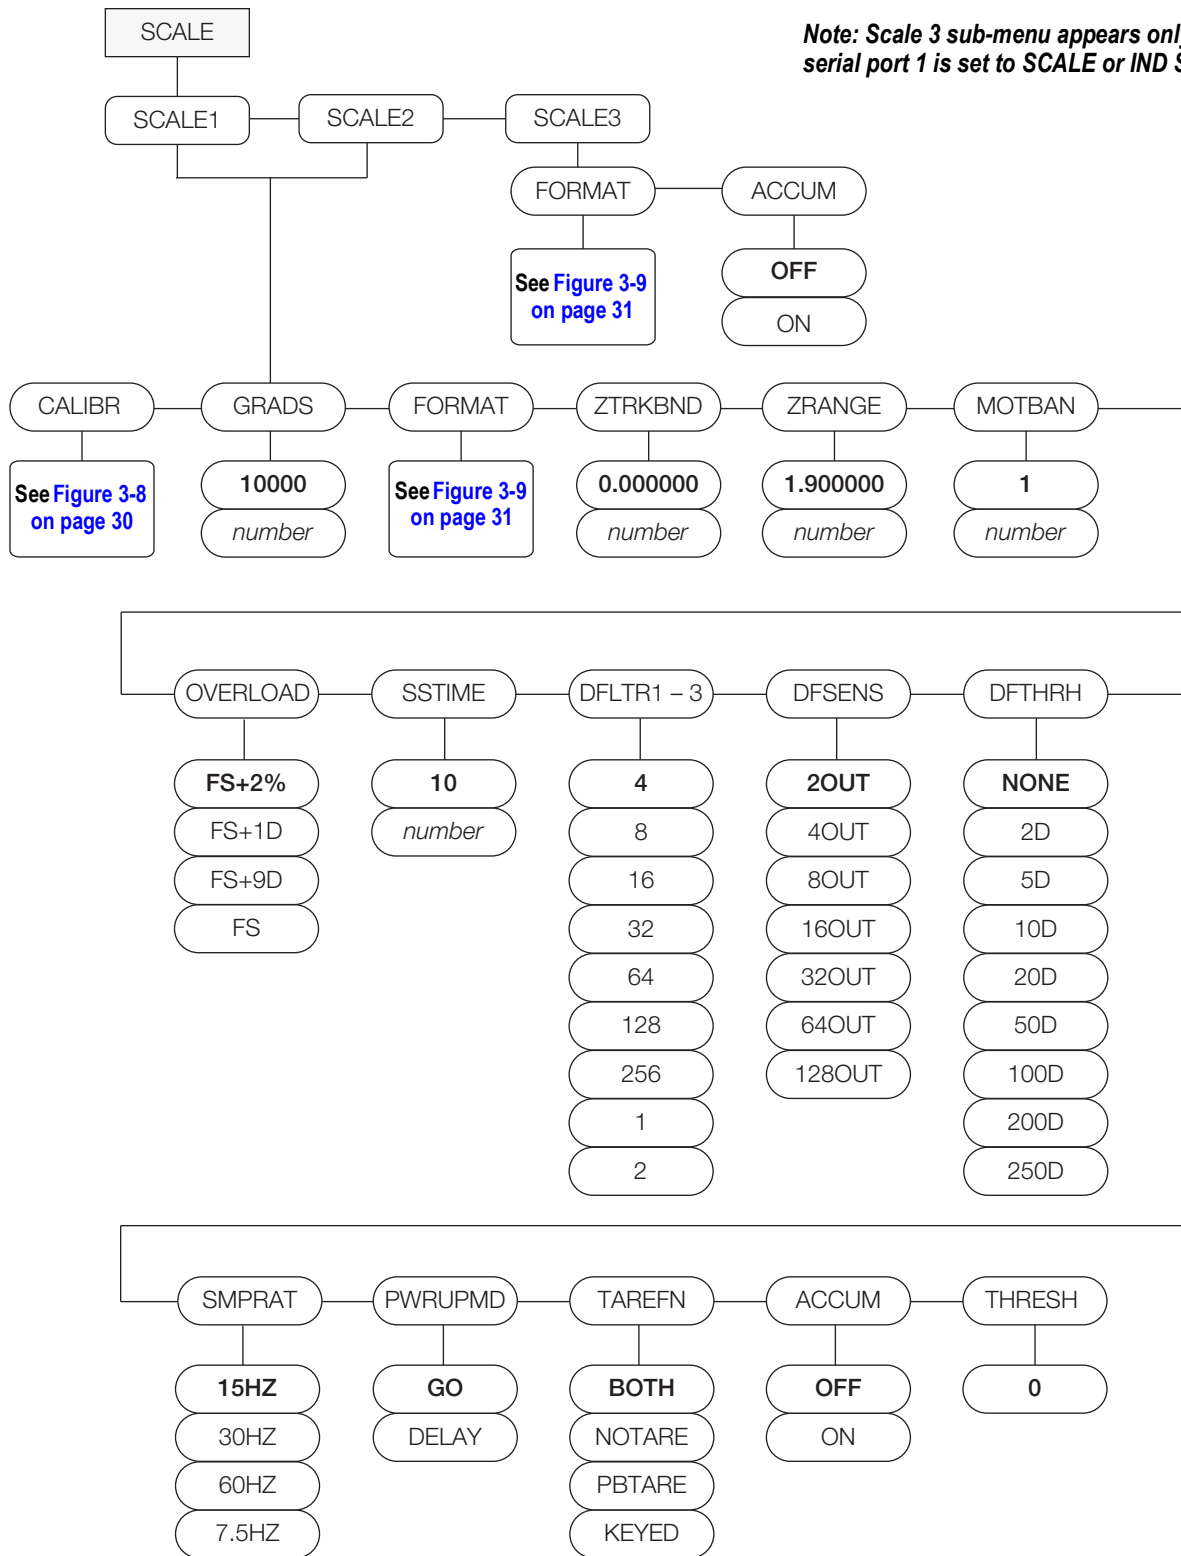 SCALE
Note: Scale 3 sub-menu appears only
serial port 1 is set to SCALE or IND
SCALE1
SCALE2
SCALE3
FORMAT
ACCUM
See Figure 3-9
on page 31
OFF
ON
CALIBR
GRADS
FORMAT
ZTRKBND
ZRANGE
MOTBAN
See Figure 3-8
on page 30
10000
number
See Figure 3-9
on page 31
0.000000
number
1.900000
number
1
number
OVERLOAD
SSTIME
DFLTR1 – 3
DFSENS
DFTHRH
FS+2%
FS+1D
FS+9D
FS
10
number
4
8
16
32
64
128
256
1
2
2OUT
4OUT
8OUT
16OUT
32OUT
64OUT
128OUT
NONE
2D
5D
10D
20D
50D
100D
200D
250D
SMPRAT
PWRUPMD
TAREFN
ACCUM
THRESH
15HZ
30HZ
60HZ
7.5HZ
GO
DELAY
BOTH
NOTARE
PBTARE
KEYED
OFF
ON
0